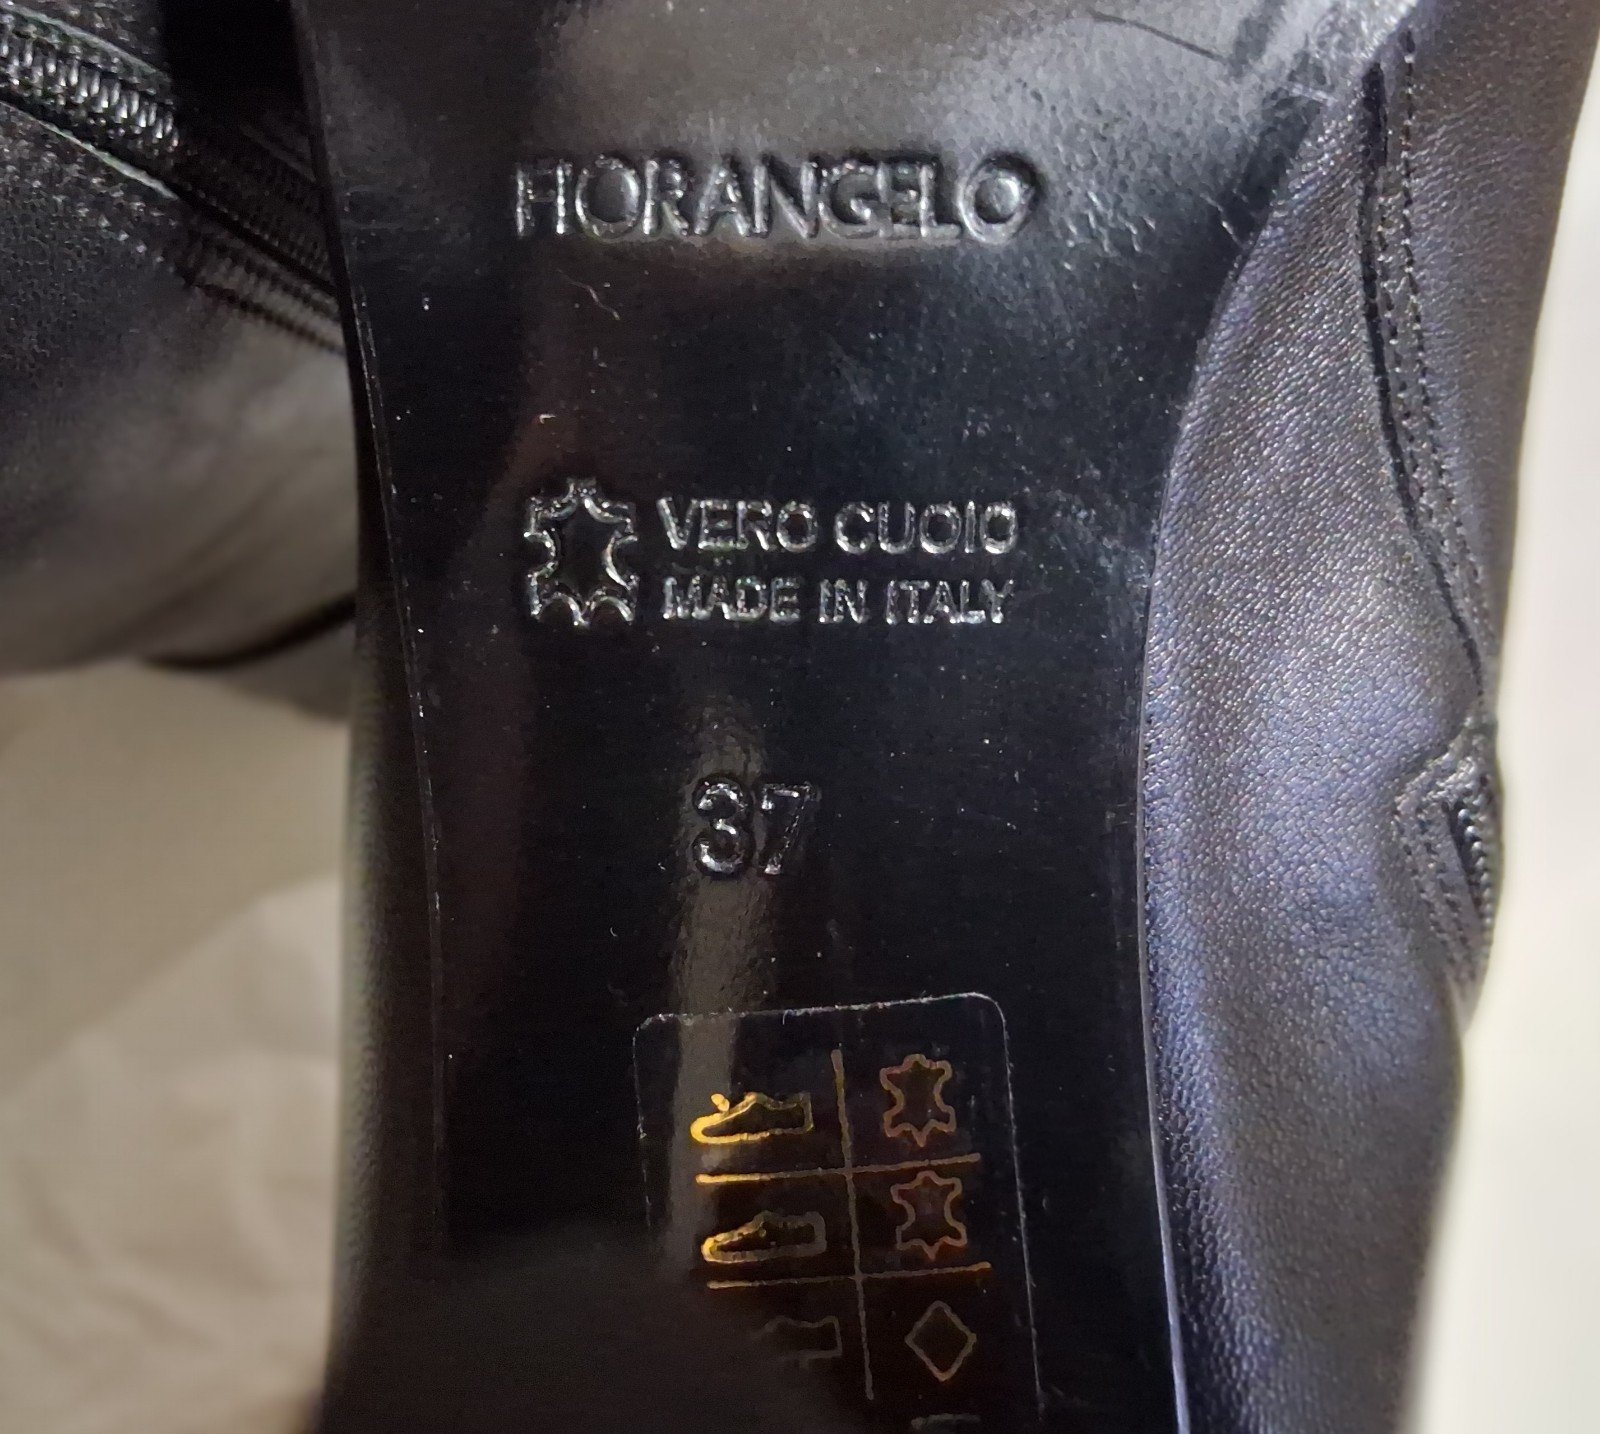 FIORANGELO
VERO CUOIO
MADE IN ITALY
37